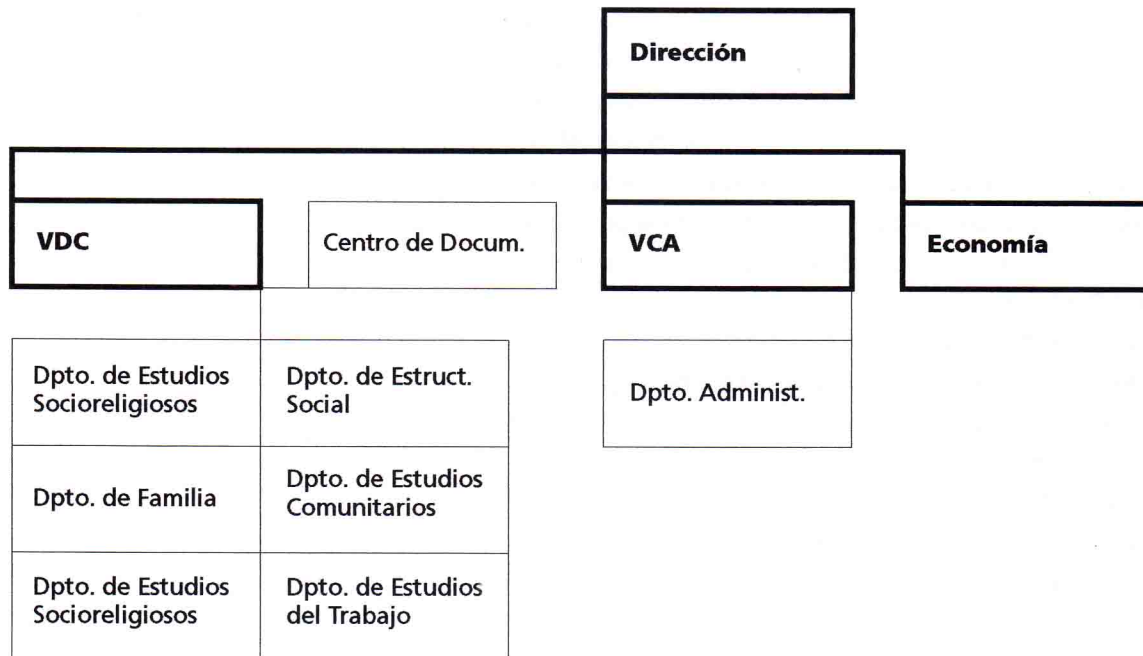 Dirección
VDC
Centro de Docum.
VCA
Economía
Dpto. de Estudios
Socioreligiosos
Dpto. de Estruct.
Social
Dpto. Administ.
Dpto. de Familia
Dpto. de Estudios
Comunitarios
Dpto. de Estudios
Socioreligiosos
Dpto. de Estudios
del Trabajo